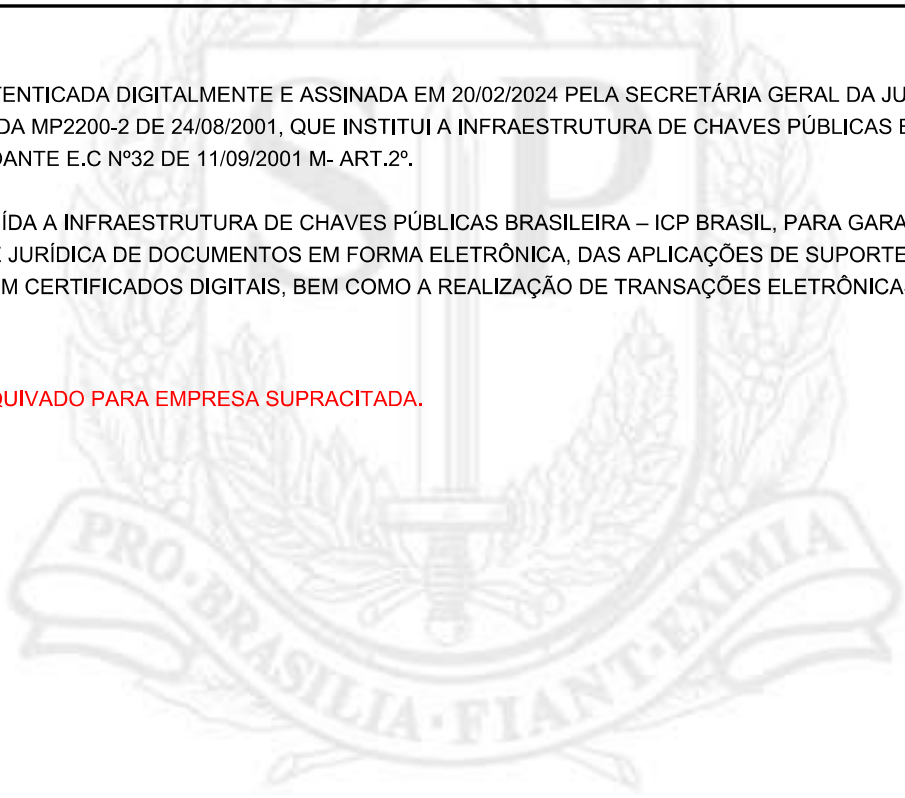 TENTICADA DIGITALMENTE E ASSINADA EM 20/02/2024 PELA SECRETÁRIA GERAL DA JU
DA MP2200-2 DE 24/08/2001, QUE INSTITUI A INFRAESTRUTURA DE CHAVES PÚBLICAS B
DANTE E.C Nº32 DE 11/09/2001 M- ART.2º.
ÍDA A INFRAESTRUTURA DE CHAVES PÚBLICAS BRASILEIRA – ICP BRASIL, PARA GARA
E JURÍDICA DE DOCUMENTOS EM FORMA ELETRÔNICA, DAS APLICAÇÕES DE SUPORTE
M CERTIFICADOS DIGITAIS, BEM COMO A REALIZAÇÃO DE TRANSAÇÕES ELETRÔNICAS
QUIVADO PARA EMPRESA SUPRACITADA.
SP
PRO·BRASILIA·FIANT·EXIMIA